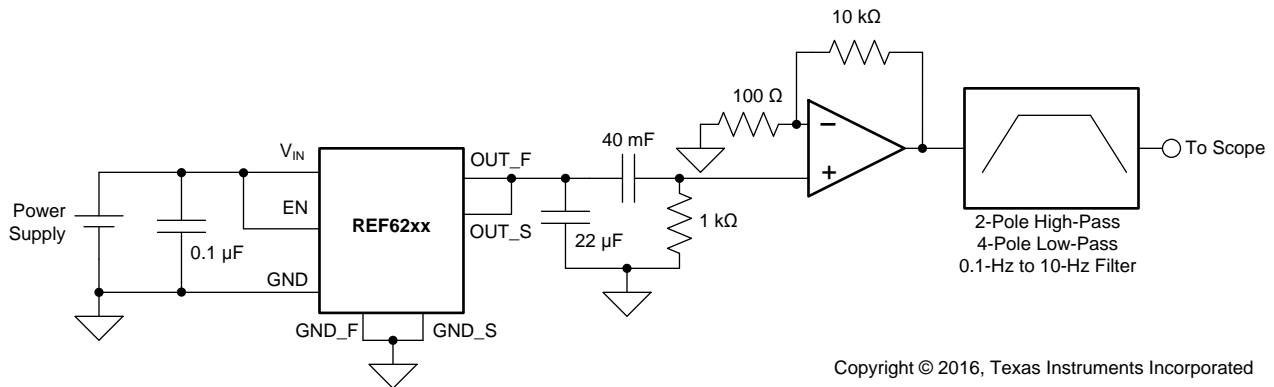 10 kΩ
100 Ω
40 mF
V_IN
OUT_F
To Scope
Power
Supply
EN
REF62xx
OUT_S
1 kΩ
0.1 µF
22 µF
2-Pole High-Pass
4-Pole Low-Pass
0.1-Hz to 10-Hz Filter
GND
GND_F
GND_S
Copyright © 2016, Texas Instruments Incorporated